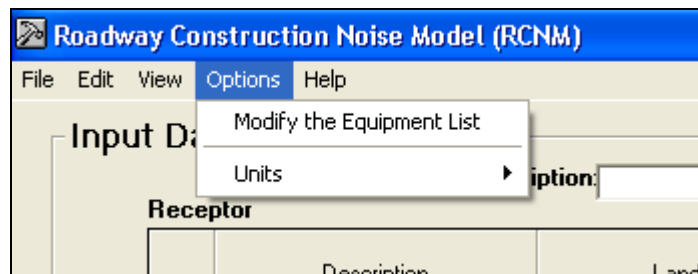 Roadway Construction Noise Model (RCNM)
File Edit View Options Help
Modify the Equipment List
Input Da
Units
iption:
Receptor
Description